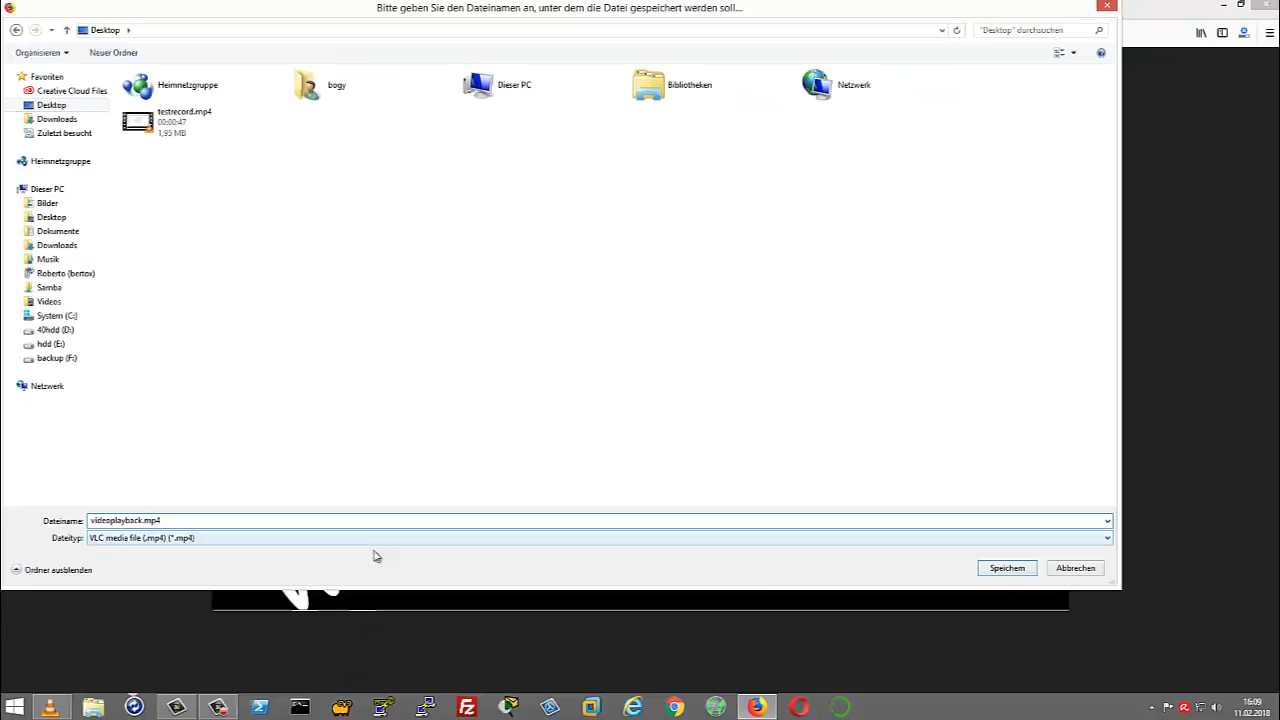 Bitte geben Sie den Dateinamen an, unter dem die Datei gespeichert werden soll...
Desktop
"Desktop" durchsuchen
Organisieren
Neuer Ordner
Favoriten
Creative Cloud Files
Desktop
Downloads
Zuletzt besucht
Heimnetzgruppe
Dieser PC
Bilder
Desktop
Dokumente
Downloads
Musik
Roberto (bertox)
Samba
Videos
System (C:)
40hdd (D:)
hdd (E:)
backup (F:)
Netzwerk
Heimnetzgruppe
bogy
Dieser PC
Bibliotheken
Netzwerk
testrecord.mp4
00:00:47
1,95 MB
Dateiname: videoplayback.mp4
Dateityp: VLC media file (.mp4) (*.mp4)
Ordner ausblenden
Speichern
Abbrechen
16:09
11.02.2018